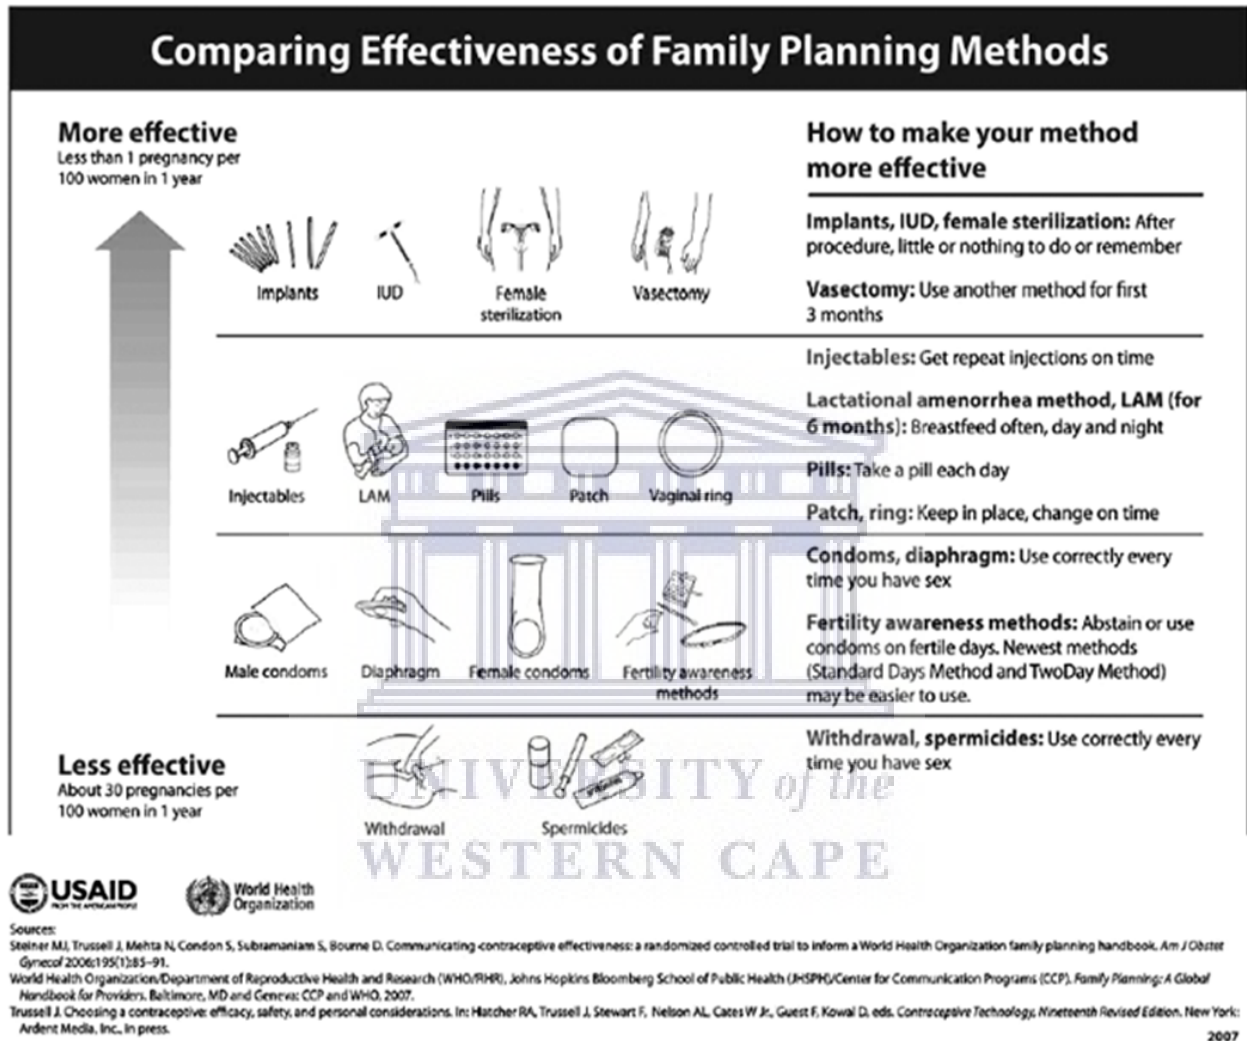 Comparing Effectiveness of Family Planning Methods
More effective
Less than 1 pregnancy per
100 women in 1 year
Implants
IUD
Female
sterilization
Vasectomy
Injectables
LAM
Pills
Patch
Vaginal ring
Male condoms
Diaphragm
Female condoms
Fertility awareness
methods
Less effective
About 30 pregnancies per
100 women in 1 year
Withdrawal
Spermicides
How to make your method
more effective
Implants, IUD, female sterilization: After
procedure, little or nothing to do or remember
Vasectomy: Use another method for first
3 months
Injectables: Get repeat injections on time
Lactational amenorrhea method, LAM (for
6 months): Breastfeed often, day and night
Pills: Take a pill each day
Patch, ring: Keep in place, change on time
Condoms, diaphragm: Use correctly every
time you have sex
Fertility awareness methods: Abstain or use
condoms on fertile days. Newest methods
(Standard Days Method and TwoDay Method)
may be easier to use.
Withdrawal, spermicides: Use correctly every
time you have sex
UNIVERSITY of the
WESTERN CAPE
USAID
FROM THE AMERICAN PEOPLE
World Health
Organization
Sources:
Steiner MJ, Trussell J, Mehta N, Condon S, Subramaniam S, Bourne D. Communicating contraceptive effectiveness: a randomized controlled trial to inform a World Health Organization family planning handbook. Am J Obstet
Gynecol 2006;195(1):85–91.
World Health Organization/Department of Reproductive Health and Research (WHO/RHR), Johns Hopkins Bloomberg School of Public Health (JHSPH)/Center for Communication Programs (CCP). Family Planning: A Global
Handbook for Providers. Baltimore, MD and Geneva: CCP and WHO, 2007.
Trussell J. Choosing a contraceptive: efficacy, safety, and personal considerations. In: Hatcher RA, Trussell J, Stewart F, Nelson AL, Cates W Jr., Guest F, Kowal D, eds. Contraceptive Technology, Nineteenth Revised Edition. New York:
Ardent Media, Inc., in press.
2007